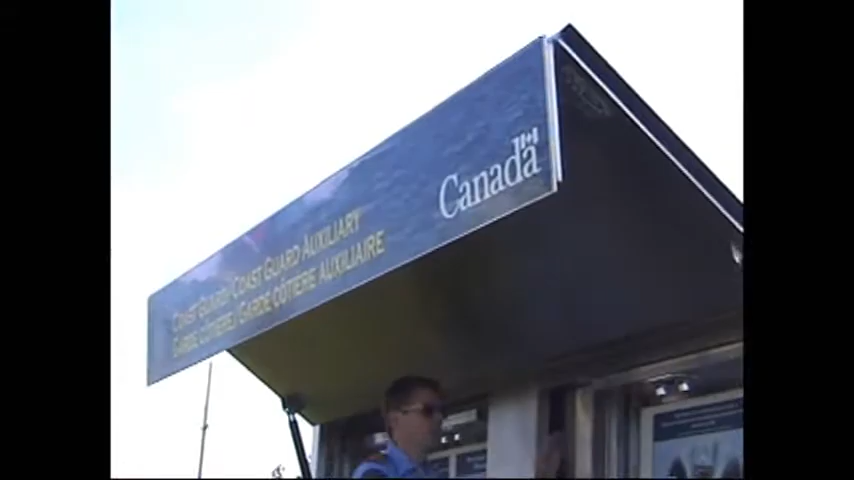 COAST GUARD / COAST GUARD AUXILIARY
GARDE CÔTIÈRE / GARDE CÔTIÈRE AUXILIAIRE
Canada